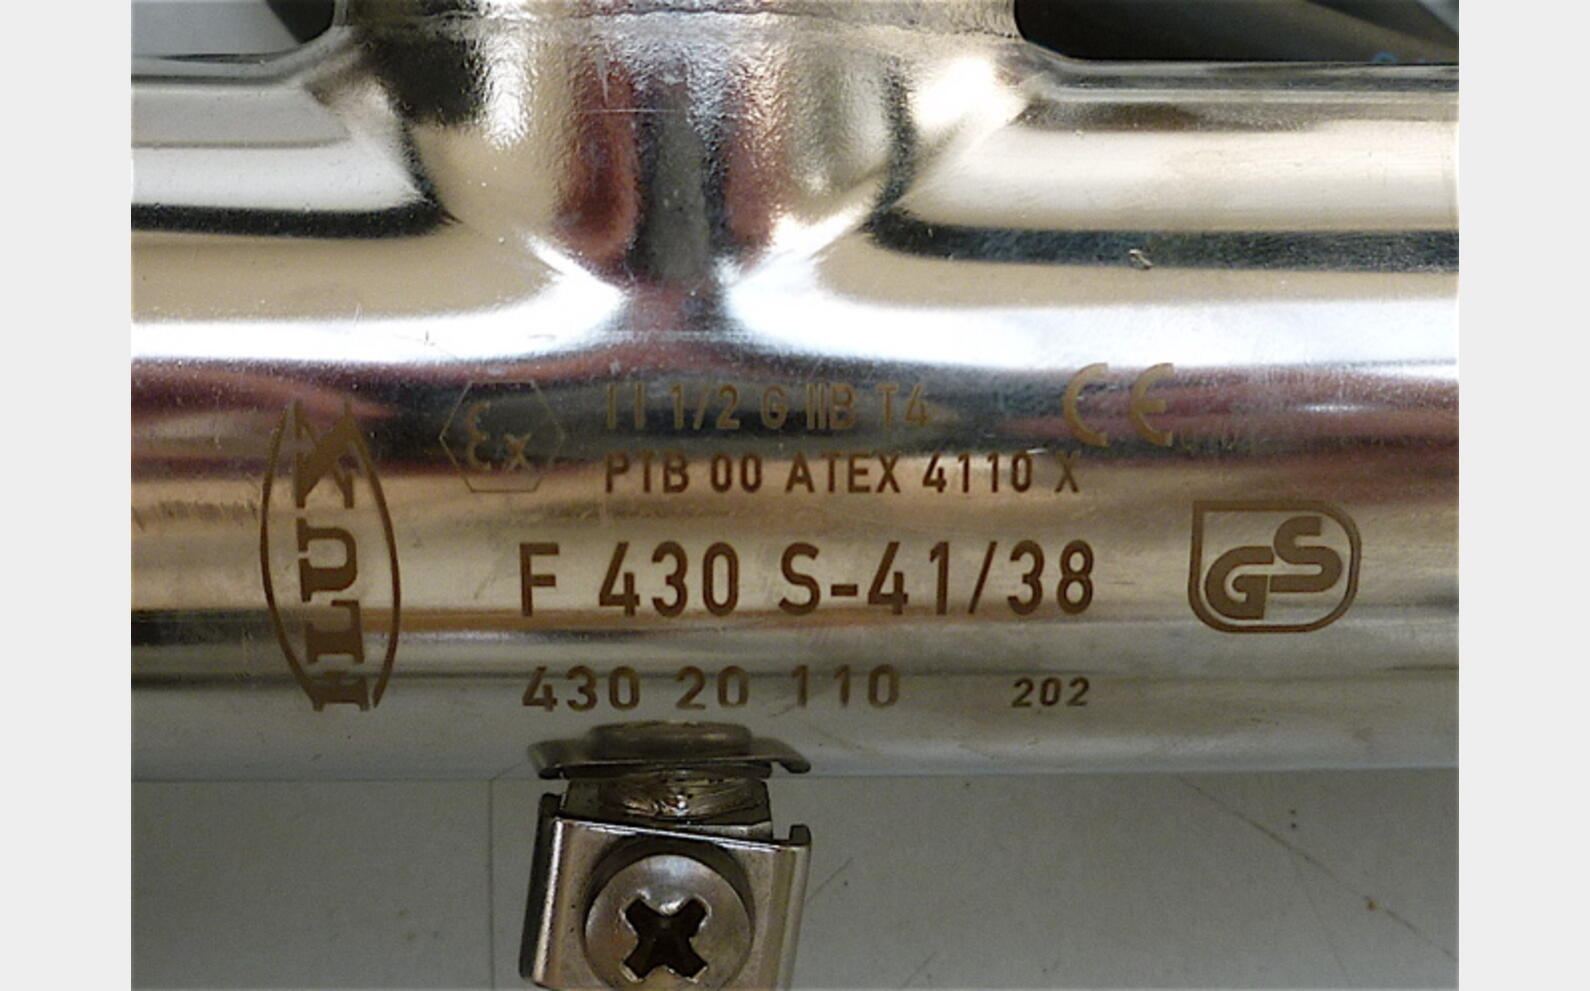 FLUX
Ɛx II 1/2 G IIB T4 CE
PTB 00 ATEX 4110 X
F 430 S-41/38
GS
430 20 110 202